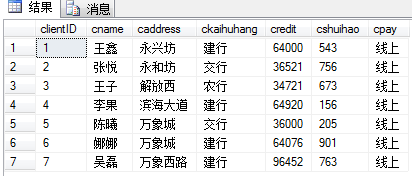 结果 消息
clientID cname caddress ckaihuhang credit cshuihao cpay
1 1 王鑫 永兴坊 建行 64000 543 线上
2 2 张悦 永和坊 交行 36521 756 线上
3 3 王子 解放西 农行 34721 673 线上
4 4 李果 滨海大道 建行 64920 156 线上
5 5 陈曦 万象城 交行 36000 205 线上
6 6 娜娜 万象城 建行 64076 901 线上
7 7 吴磊 万象西路 建行 96452 763 线上